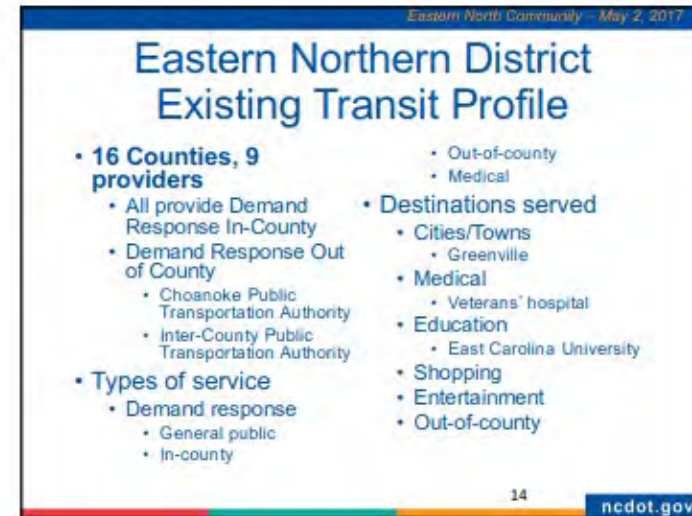 Eastern North Community – May 2, 2017
Eastern Northern District
Existing Transit Profile
• 16 Counties, 9
providers
• All provide Demand
Response In-County
• Demand Response Out
of County
• Choanoke Public
Transportation Authority
• Inter-County Public
Transportation Authority
• Types of service
• Demand response
• General public
• In-county
• Out-of-county
• Medical
• Destinations served
• Cities/Towns
• Greenville
• Medical
• Veterans' hospital
• Education
• East Carolina University
• Shopping
• Entertainment
• Out-of-county
14
ncdot.gov